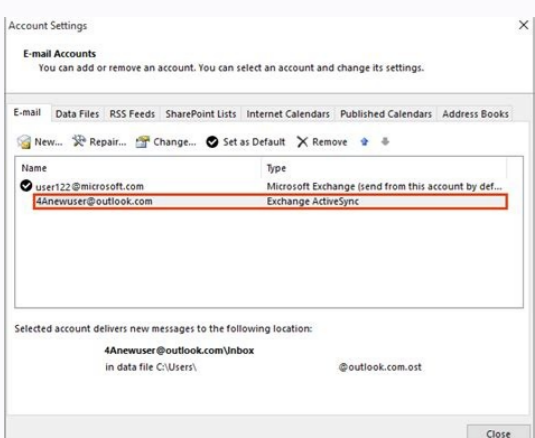 Account Settings
E-mail Accounts
You can add or remove an account. You can select an account and change its settings.
E-mail Data Files RSS Feeds SharePoint Lists Internet Calendars Published Calendars Address Books
New... Repair... Change... Set as Default Remove
Name Type
user122@microsoft.com Microsoft Exchange (send from this account by def...
4Anewuser@outlook.com Exchange ActiveSync
Selected account delivers new messages to the following location:
4Anewuser@outlook.com\Inbox
in data file C:\Users\ @outlook.com.ost
Close